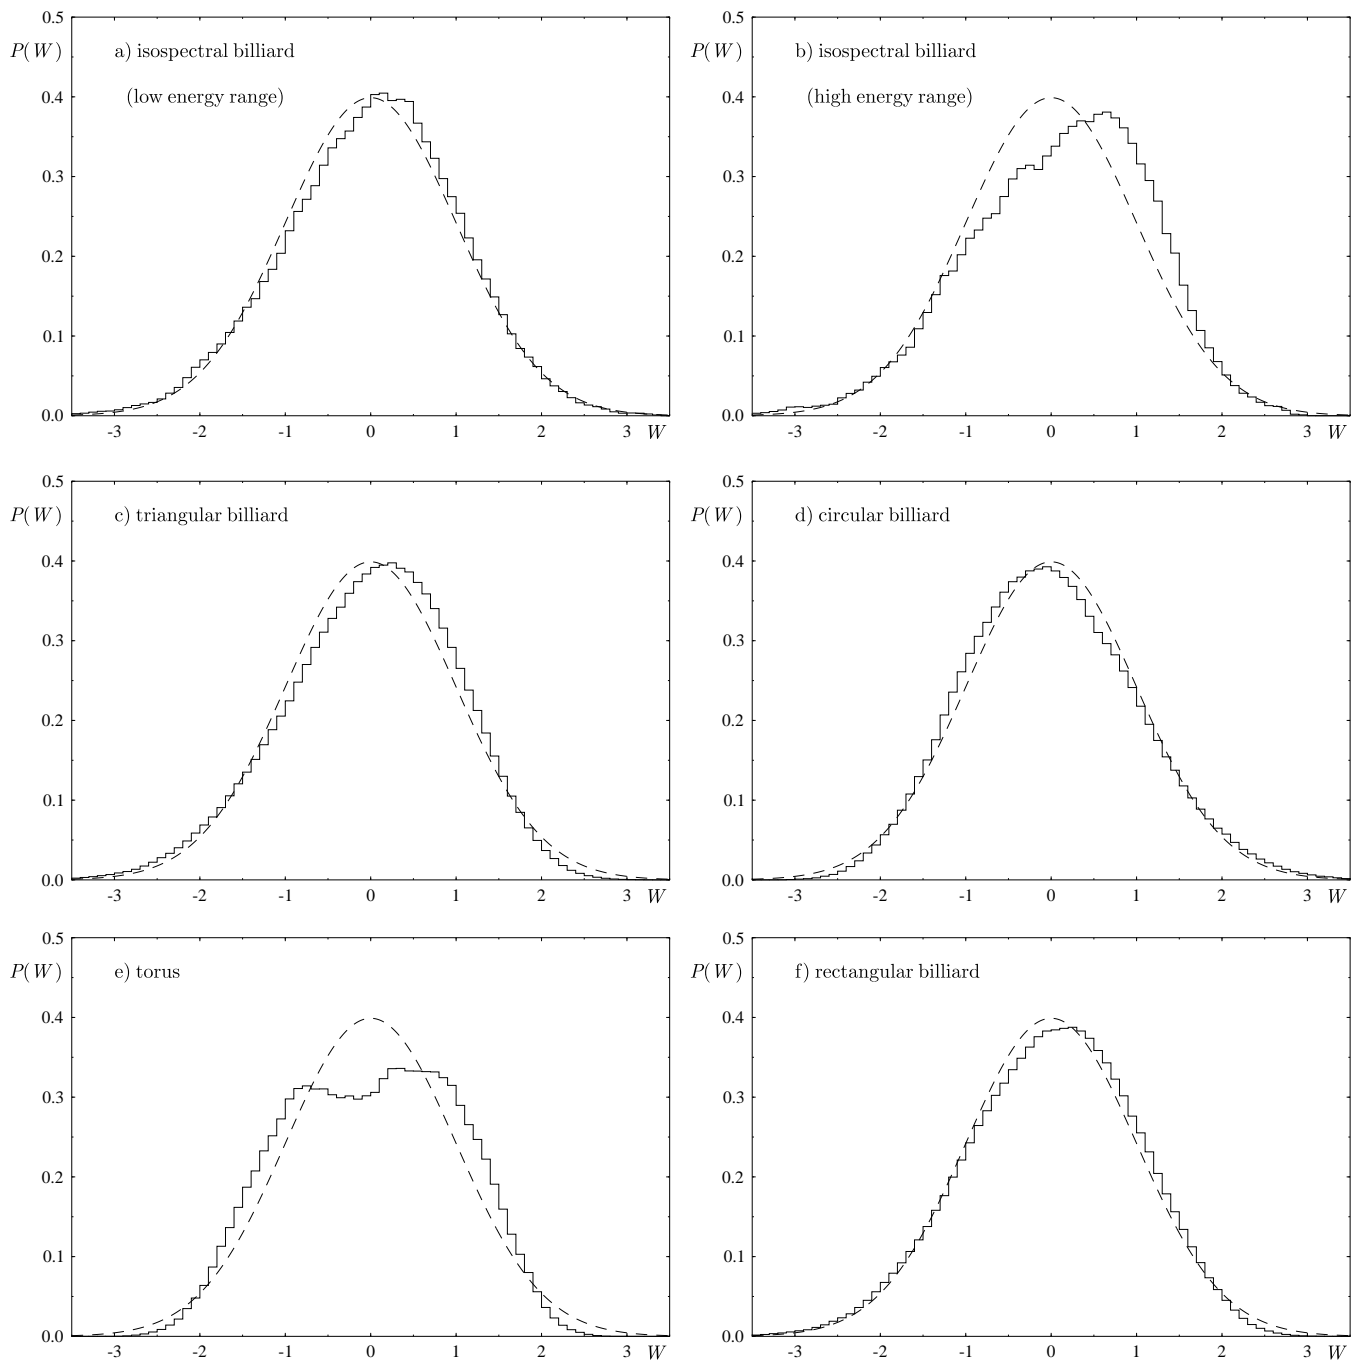 0.5
P(W)
a) isospectral billiard
(low energy range)
0.4
0.3
0.2
0.1
0.0
-3 -2 -1 0 1 2 3 W
0.5
P(W)
b) isospectral billiard
(high energy range)
0.4
0.3
0.2
0.1
0.0
-3 -2 -1 0 1 2 3 W
0.5
P(W)
c) triangular billiard
0.4
0.3
0.2
0.1
0.0
-3 -2 -1 0 1 2 3 W
0.5
P(W)
d) circular billiard
0.4
0.3
0.2
0.1
0.0
-3 -2 -1 0 1 2 3 W
0.5
P(W)
e) torus
0.4
0.3
0.2
0.1
0.0
-3 -2 -1 0 1 2 3 W
0.5
P(W)
f) rectangular billiard
0.4
0.3
0.2
0.1
0.0
-3 -2 -1 0 1 2 3 W